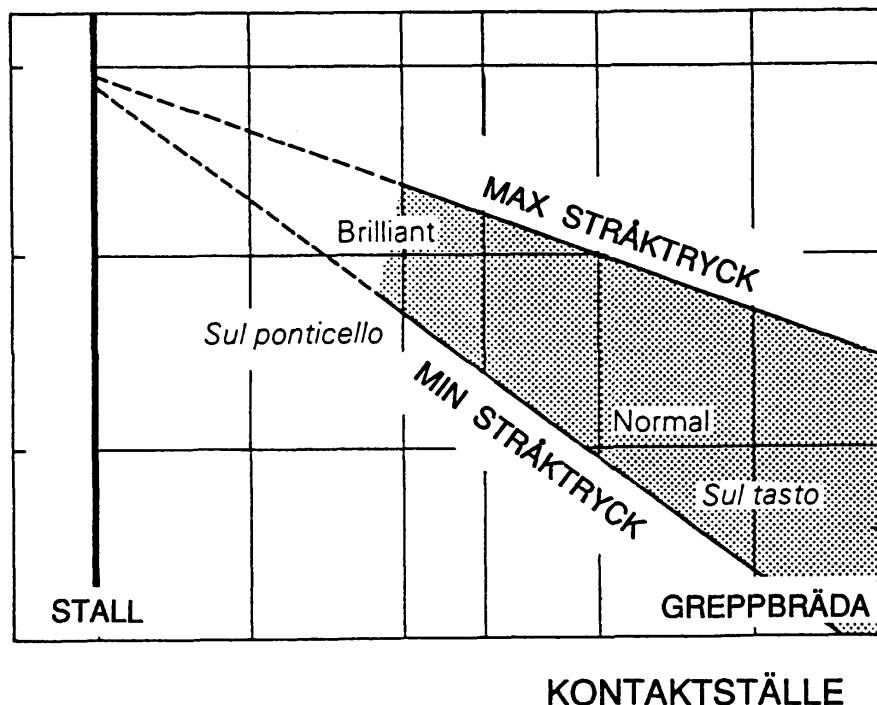 MAX STRÅKTRYCK
Brilliant
Sul ponticello
MIN STRÅKTRYCK
Normal
Sul tasto
STALL
GREPPBRÄDA
KONTAKTSTÄLLE